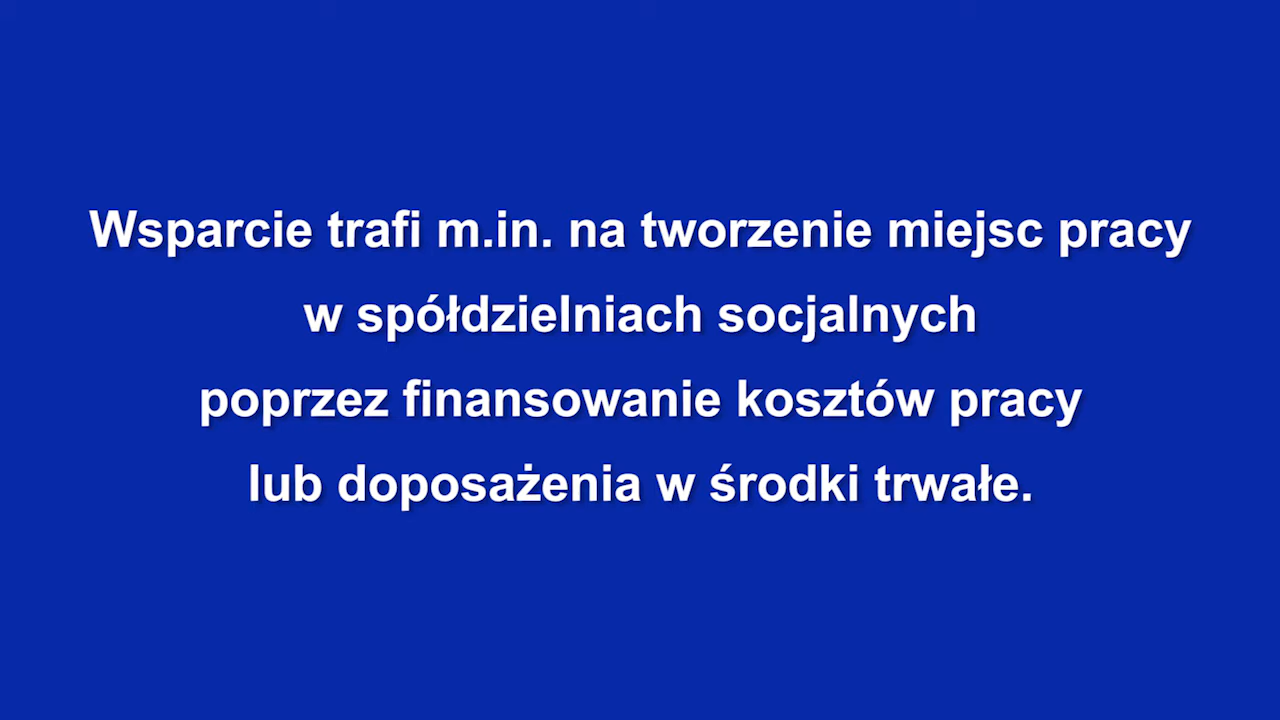 Wsparcie trafi m.in. na tworzenie miejsc pracy
w spółdzielniach socjalnych
poprzez finansowanie kosztów pracy
lub doposażenia w środki trwałe.